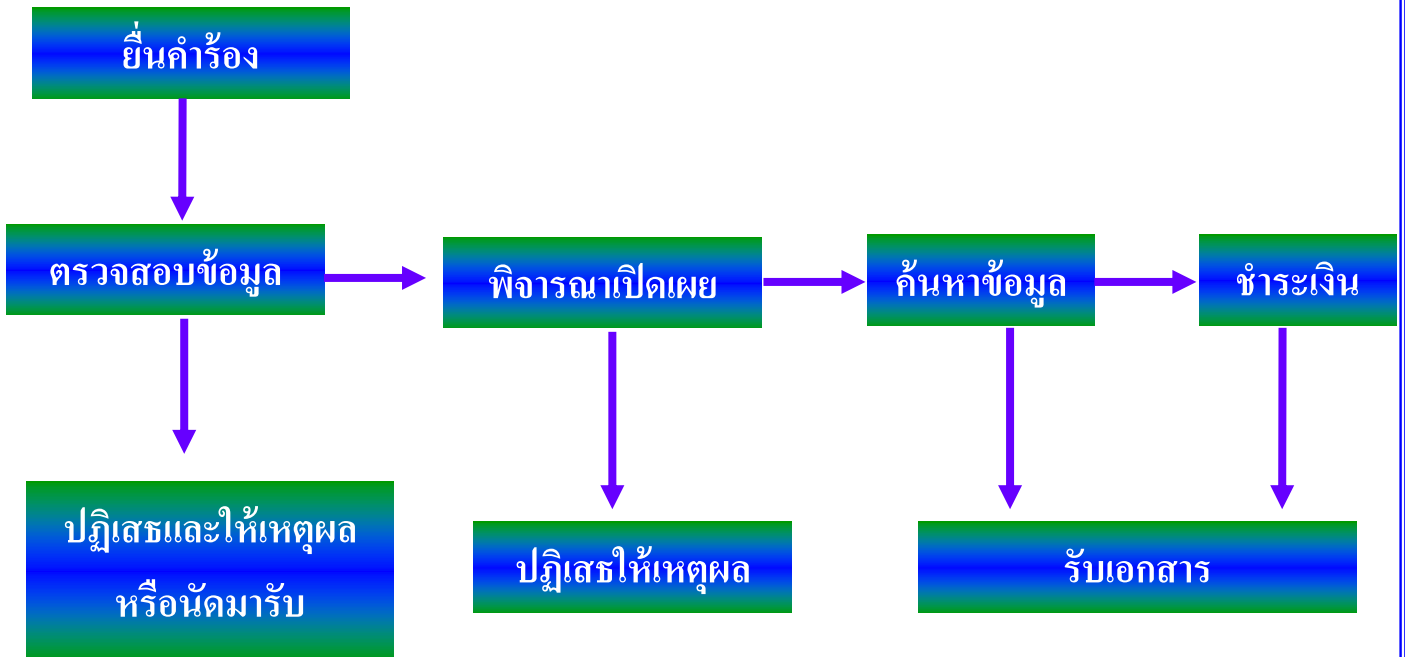 ยื่นคำร้อง
ตรวจสอบข้อมูล
พิจารณาเปิดเผย
ค้นหาข้อมูล
ชำระเงิน
ปฏิเสธและให้เหตุผล
หรือนัดมารับ
ปฏิเสธให้เหตุผล
รับเอกสาร